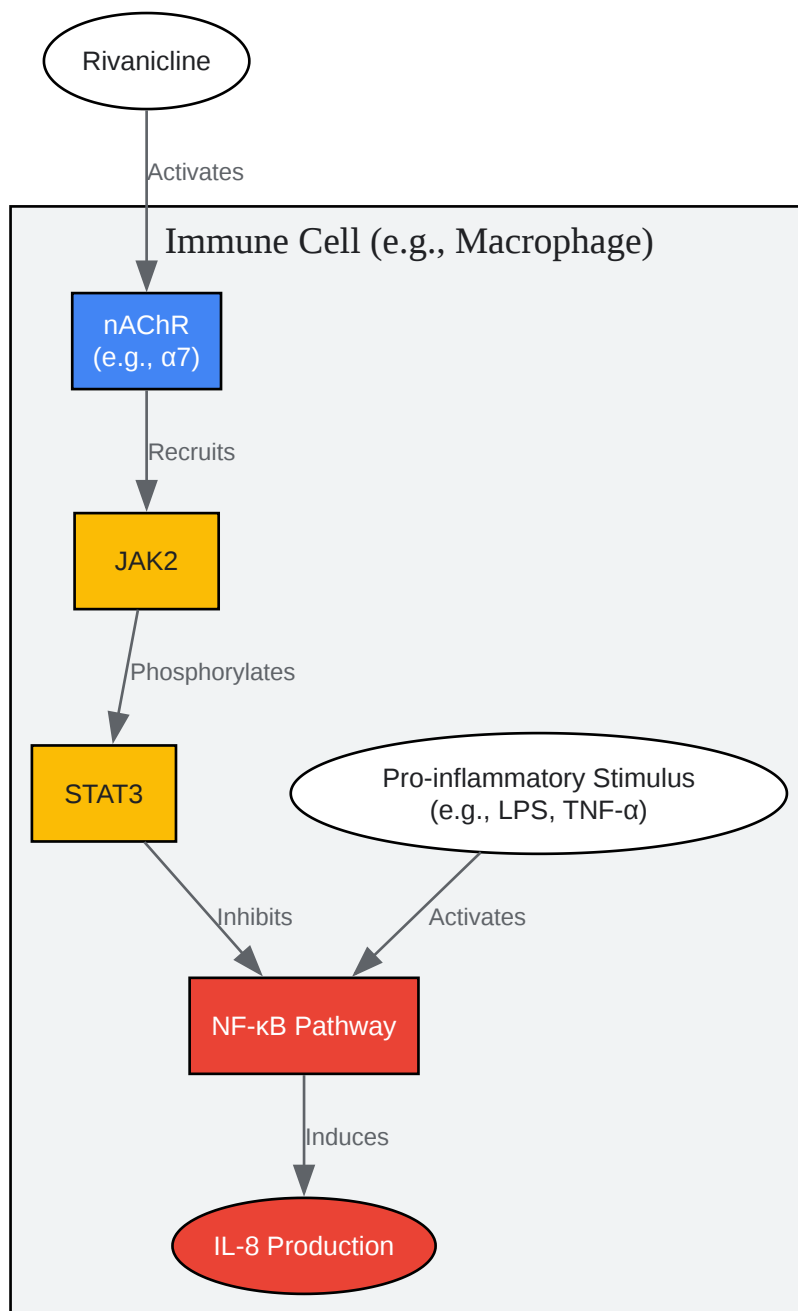 Rivanicline
Activates
Immune Cell (e.g., Macrophage)
nAChR
(e.g., α7)
Recruits
JAK2
Phosphorylates
STAT3
Pro-inflammatory Stimulus
(e.g., LPS, TNF-α)
Inhibits
Activates
NF-κB Pathway
Induces
IL-8 Production